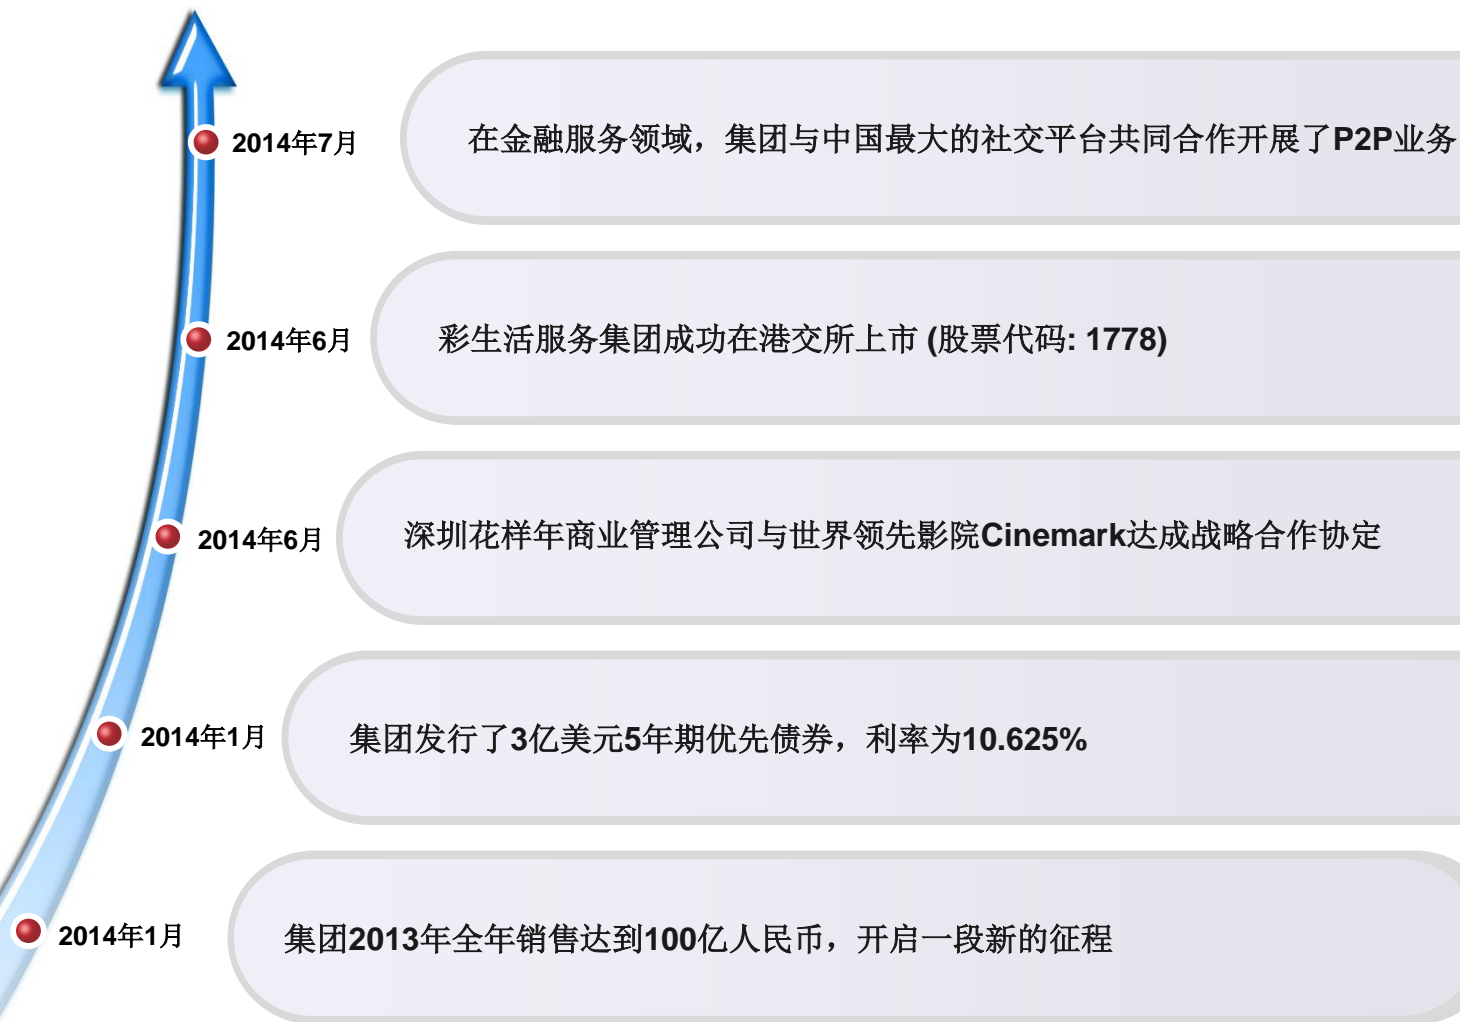 2014年7月
在金融服务领域，集团与中国最大的社交平台共同合作开展了P2P业务
2014年6月
彩生活服务集团成功在港交所上市 (股票代码: 1778)
2014年6月
深圳花样年商业管理公司与世界领先影院Cinemark达成战略合作协定
2014年1月
集团发行了3亿美元5年期优先债券，利率为10.625%
2014年1月
集团2013年全年销售达到100亿人民币，开启一段新的征程